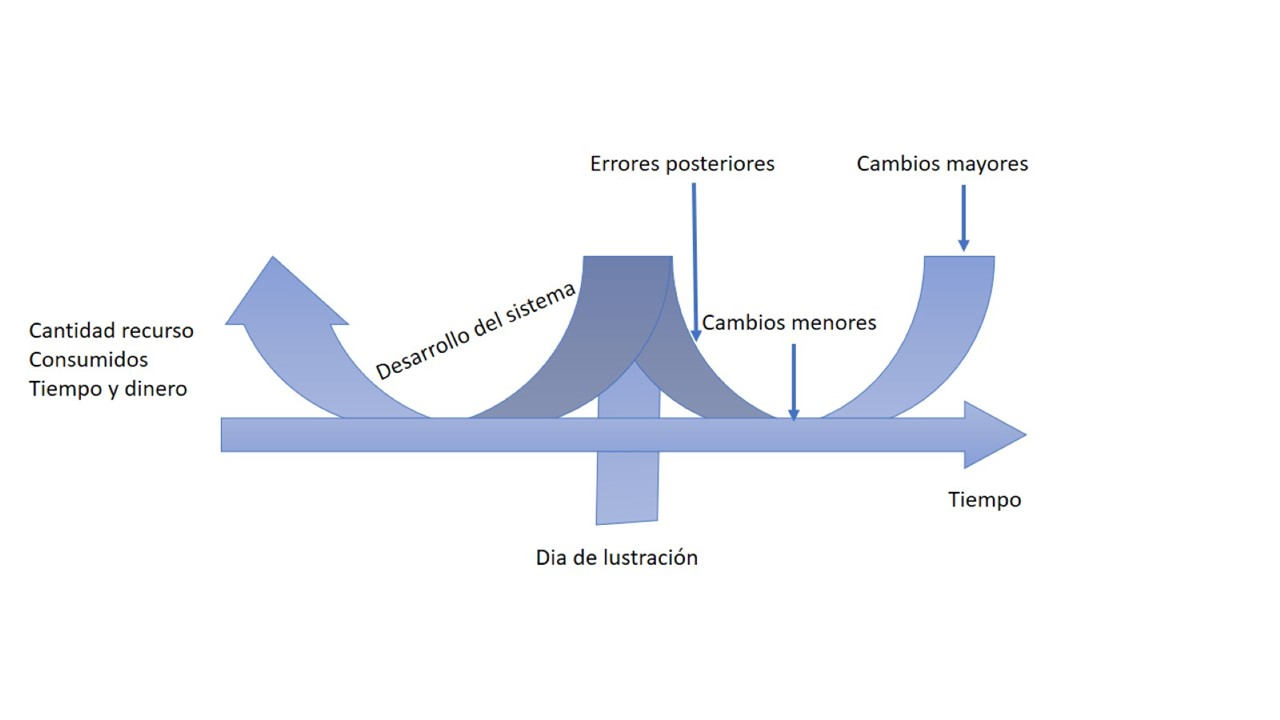 Errores posteriores
Cambios mayores
Desarrollo del sistema
Cambios menores
Cantidad recurso
Consumidos
Tiempo y dinero
Tiempo
Dia de lustración